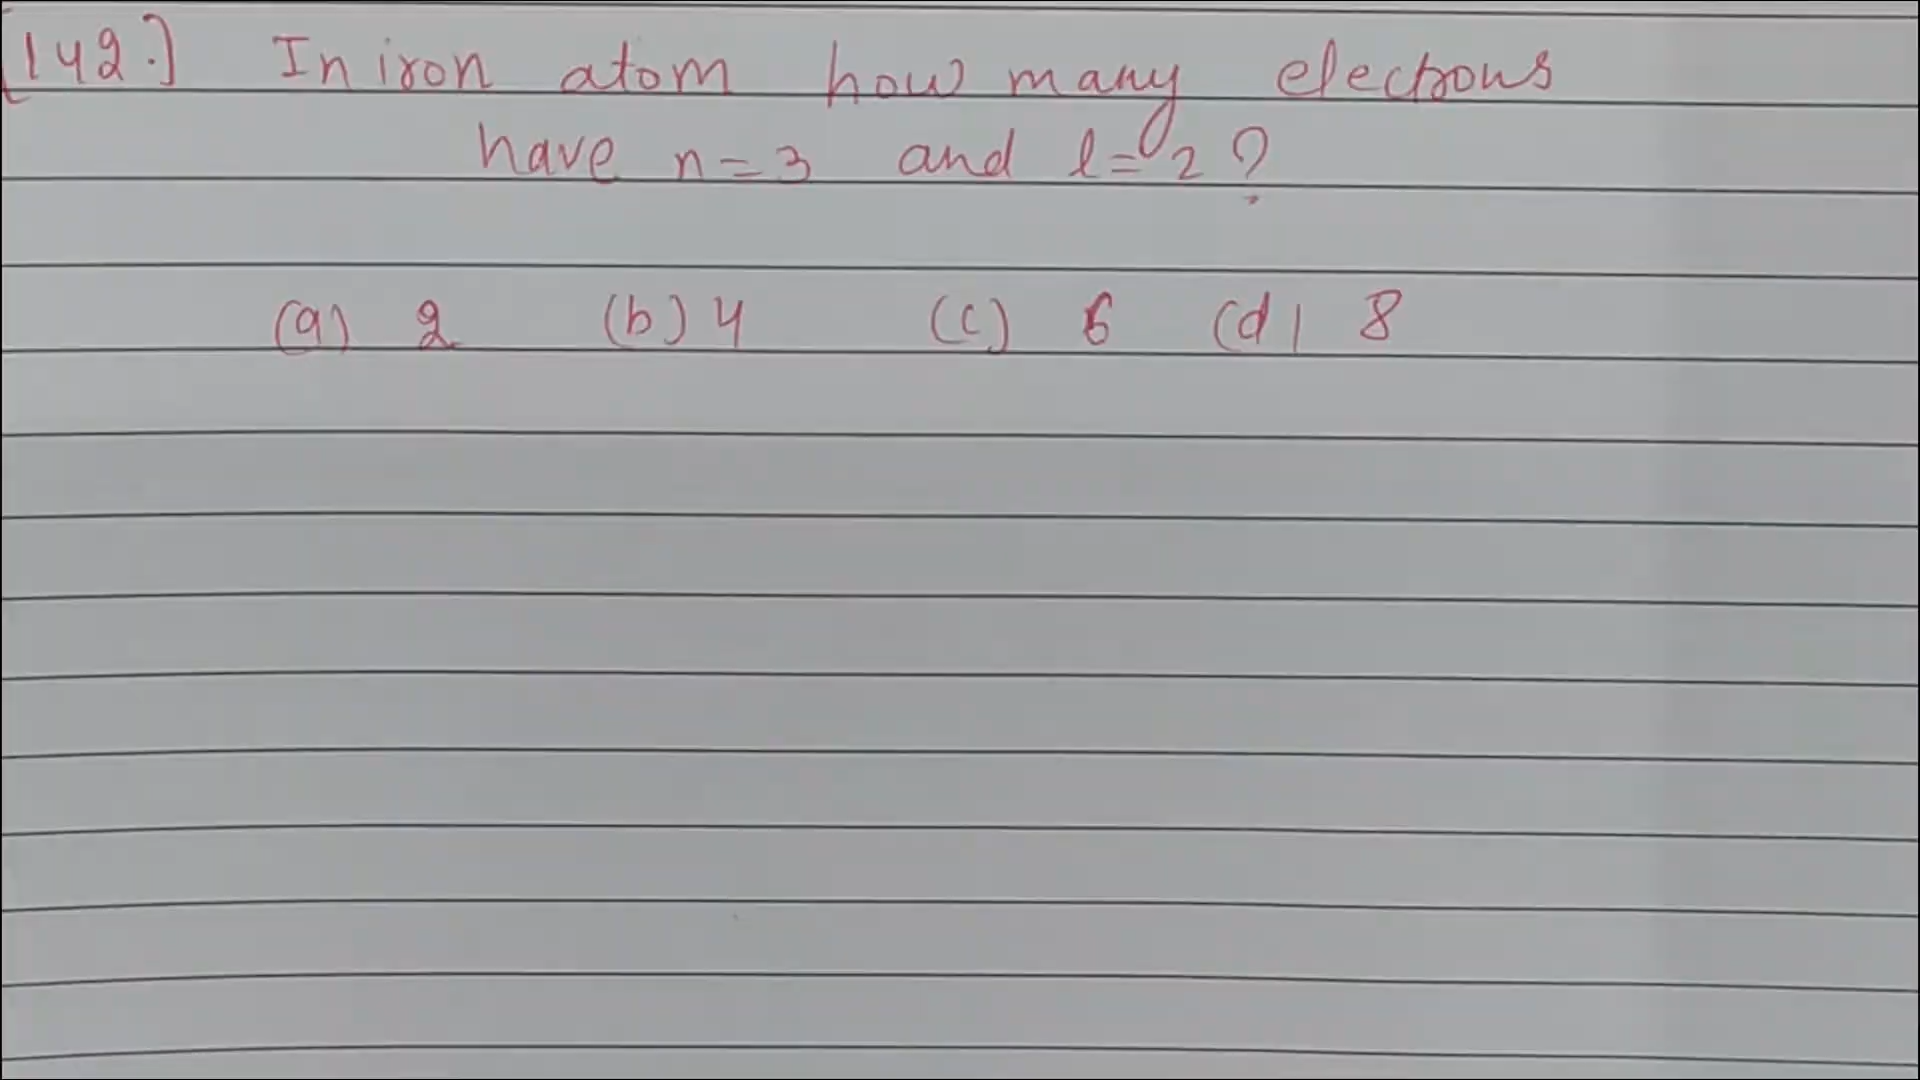 142.] In iron atom how many electrons
have n=3 and l=2?
(a) 2 (b) 4 (c) 6 (d) 8